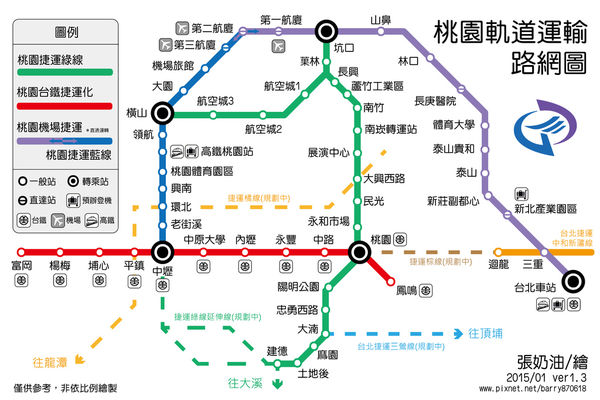 桃園軌道運輸
路網圖
圖例
桃園捷運綠線
桃園台鐵捷運化
桃園機場捷運 *直流運轉
桃園捷運藍線
一般站
轉乘站
直達站
預辦登機
台鐵
機場
高鐵
第二航廈
第一航廈
第三航廈
機場旅館
大園
橫山
領航
高鐵桃園站
桃園體育園區
興南
環北
老街溪
中壢
坑口
菓林
長興
蘆竹工業區
航空城1
航空城2
航空城3
南竹
南崁轉運站
展演中心
大興西路
民光
永和市場
桃園
山鼻
林口
長庚醫院
體育大學
泰山貴和
泰山
新莊副都心
新北產業園區
三重
台北車站
迴龍
台北捷運
中和新蘆線
捷運棕線(規劃中)
捷運橘線(規劃中)
富岡
楊梅
埔心
平鎮
中原大學
內壢
永豐
中路
鳳鳴
陽明公園
忠勇西路
大湳
麻園
土地後
建德
捷運綠線延伸線(規劃中)
台北捷運三鶯線(規劃中)
往頂埔
往龍潭
往大溪
僅供參考，非依比例繪製
張奶油/繪
2015/01 ver1.3
www.pixnet.net/barry870618